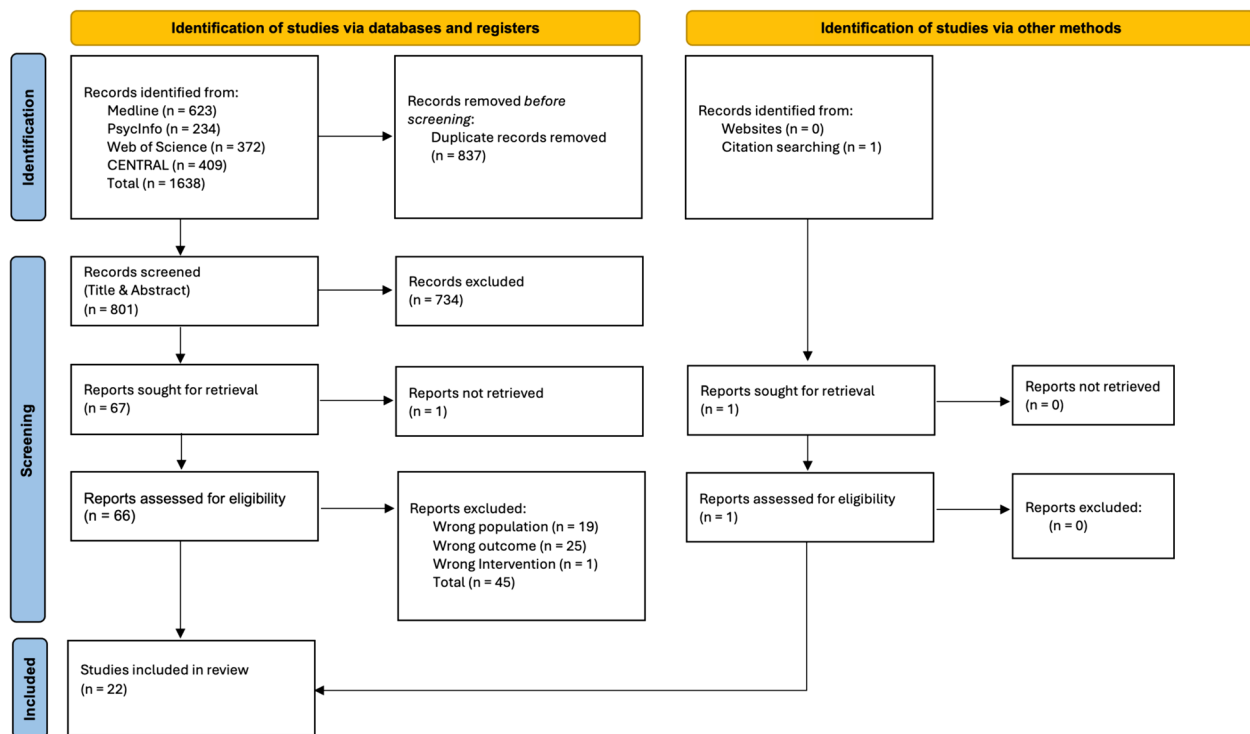 Identification of studies via databases and registers
Identification of studies via other methods
Identification
Records identified from:
Medline (n = 623)
PsycInfo (n = 234)
Web of Science (n = 372)
CENTRAL (n = 409)
Total (n = 1638)
Records removed before
screening:
Duplicate records removed
(n = 837)
Records identified from:
Websites (n = 0)
Citation searching (n = 1)
Screening
Records screened
(Title & Abstract)
(n = 801)
Records excluded
(n = 734)
Reports sought for retrieval
(n = 67)
Reports not retrieved
(n = 1)
Reports sought for retrieval
(n = 1)
Reports not retrieved
(n = 0)
Reports assessed for eligibility
(n = 66)
Reports excluded:
Wrong population (n = 19)
Wrong outcome (n = 25)
Wrong Intervention (n = 1)
Total (n = 45)
Reports assessed for eligibility
(n = 1)
Reports excluded:
(n = 0)
Included
Studies included in review
(n = 22)